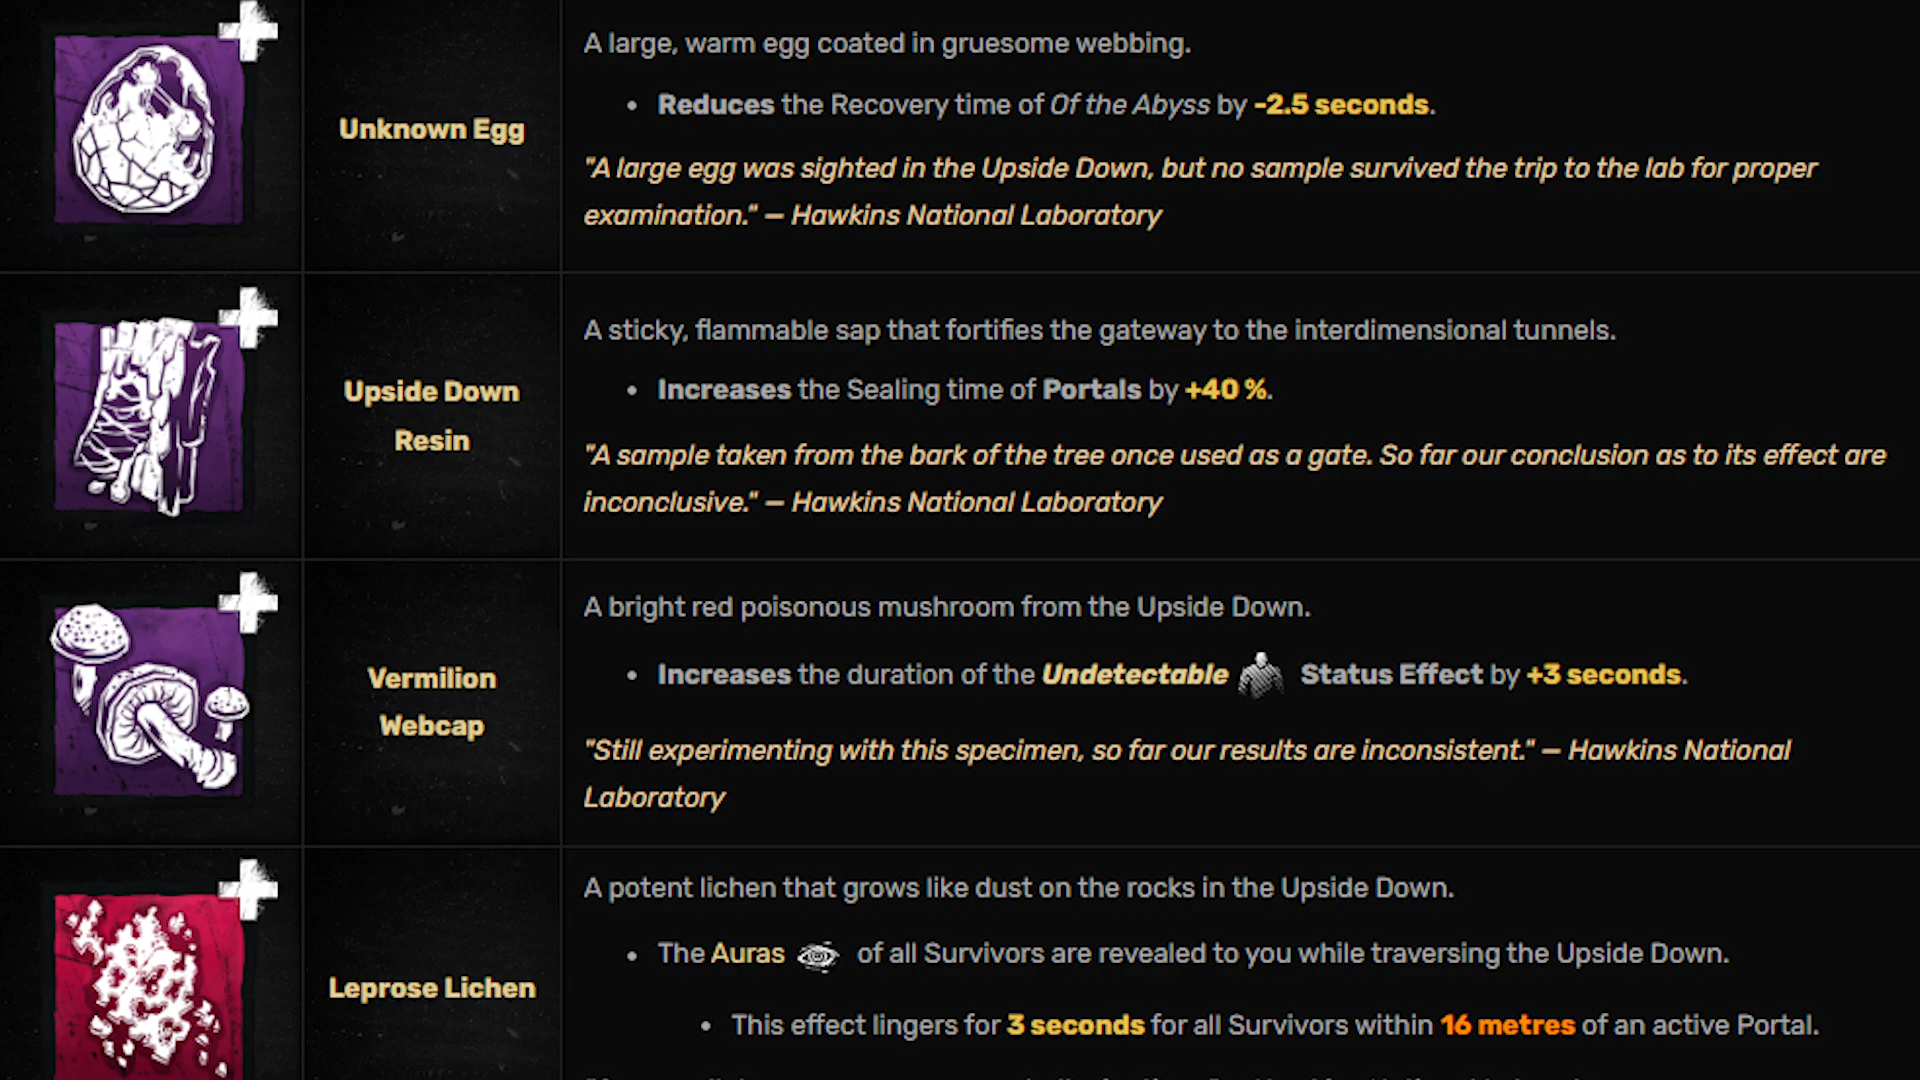 A large, warm egg coated in gruesome webbing.
Unknown Egg
• Reduces the Recovery time of Of the Abyss by -2.5 seconds.
"A large egg was sighted in the Upside Down, but no sample survived the trip to the lab for proper
examination." — Hawkins National Laboratory
A sticky, flammable sap that fortifies the gateway to the interdimensional tunnels.
Upside Down
Resin
• Increases the Sealing time of Portals by +40 %.
"A sample taken from the bark of the tree once used as a gate. So far our conclusion as to its effect are
inconclusive." — Hawkins National Laboratory
A bright red poisonous mushroom from the Upside Down.
Vermilion
Webcap
• Increases the duration of the Undetectable Status Effect by +3 seconds.
"Still experimenting with this specimen, so far our results are inconsistent." — Hawkins National
Laboratory
A potent lichen that grows like dust on the rocks in the Upside Down.
Leprose Lichen
• The Auras of all Survivors are revealed to you while traversing the Upside Down.
• This effect lingers for 3 seconds for all Survivors within 16 metres of an active Portal.